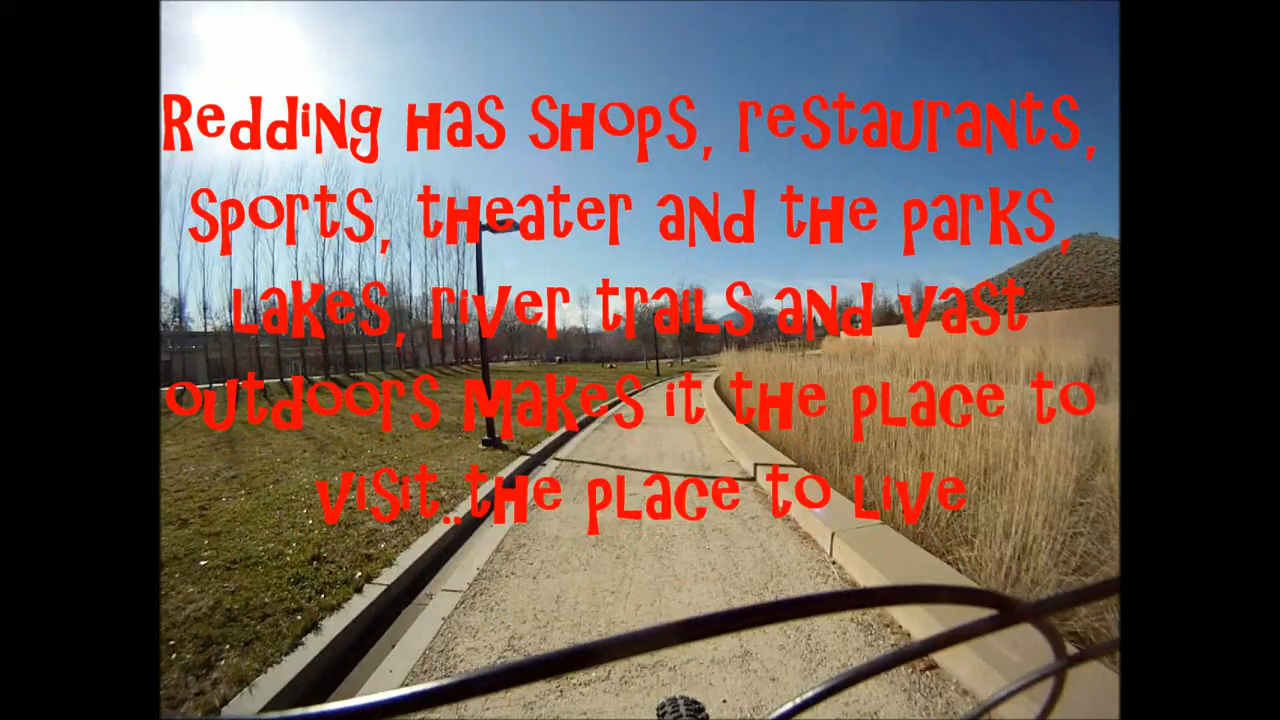 Redding has shops, restaurants,
sports, theater and the parks,
lakes, river trails and vast
outdoors makes it the place to
visit..the place to live